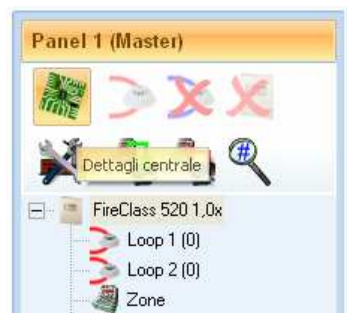 Panel 1 (Master)
#
Dettagli centrale
FireClass 520 1,0x
Loop 1 (0)
Loop 2 (0)
Zone